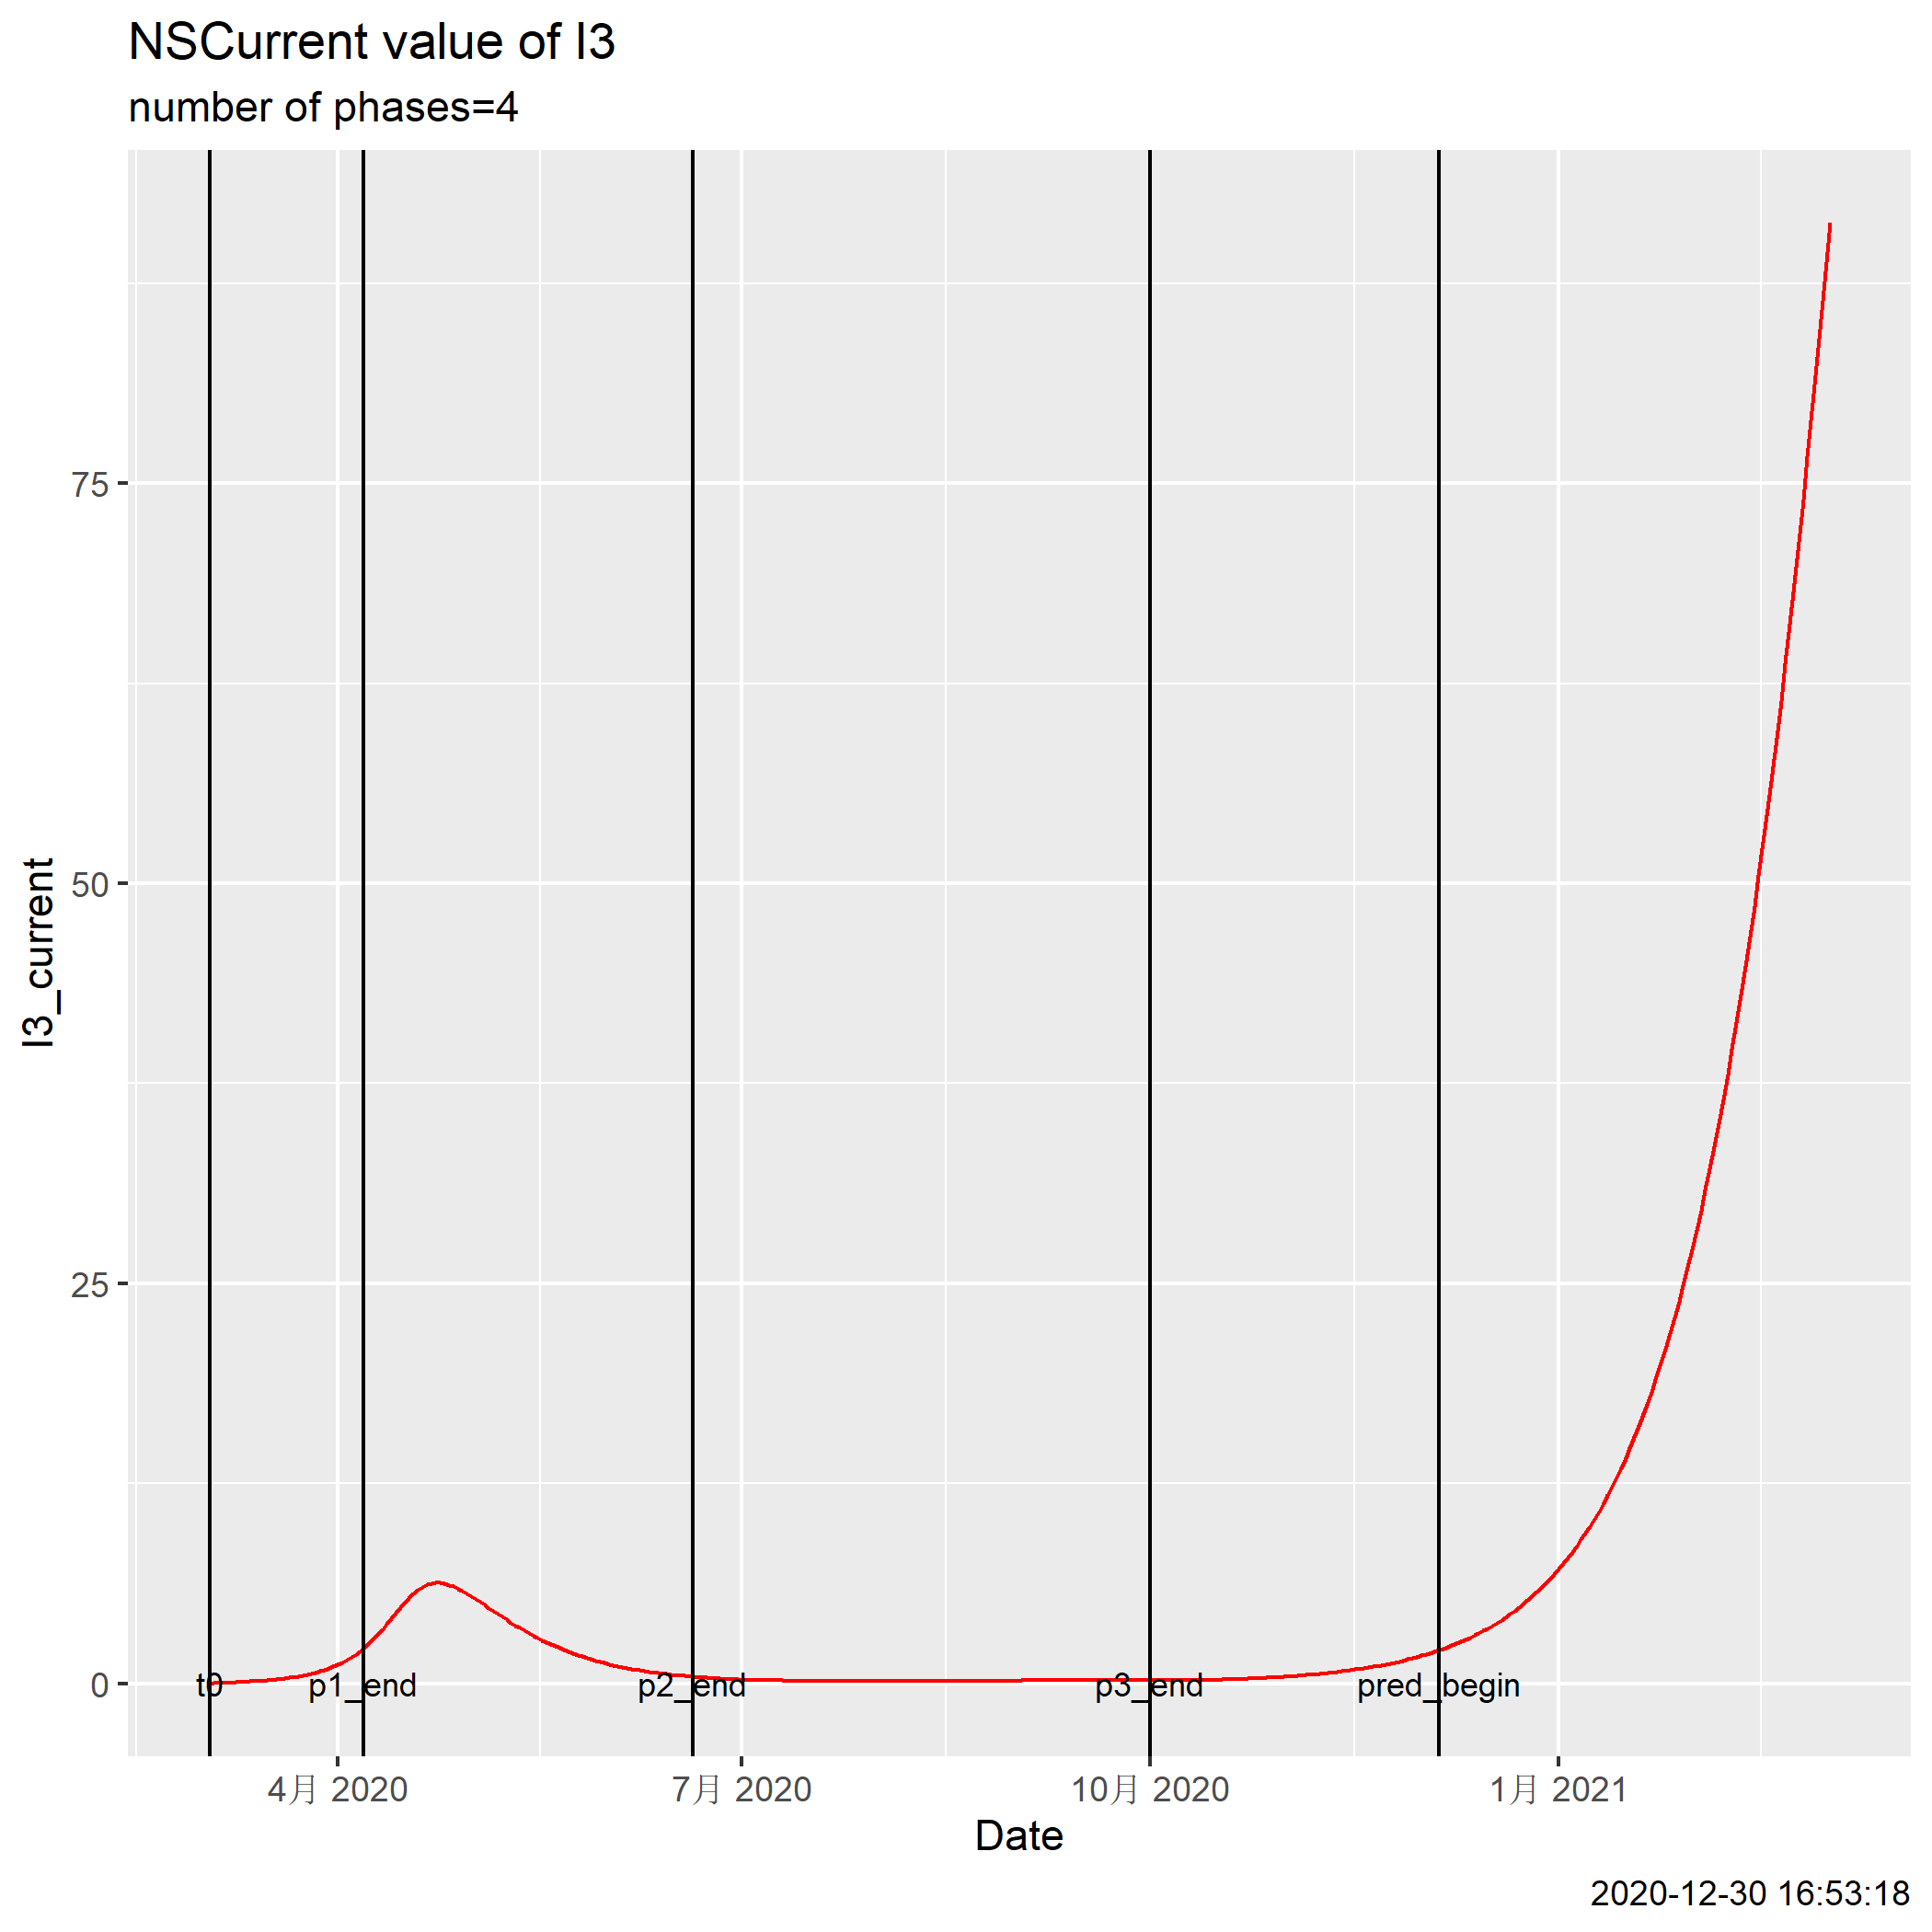 NSCurrent value of I3
number of phases=4
75
50
25
0
I3_current
t0
p1_end
p2_end
p3_end
pred_begin
4月 2020
7月 2020
10月 2020
1月 2021
Date
2020-12-30 16:53:18